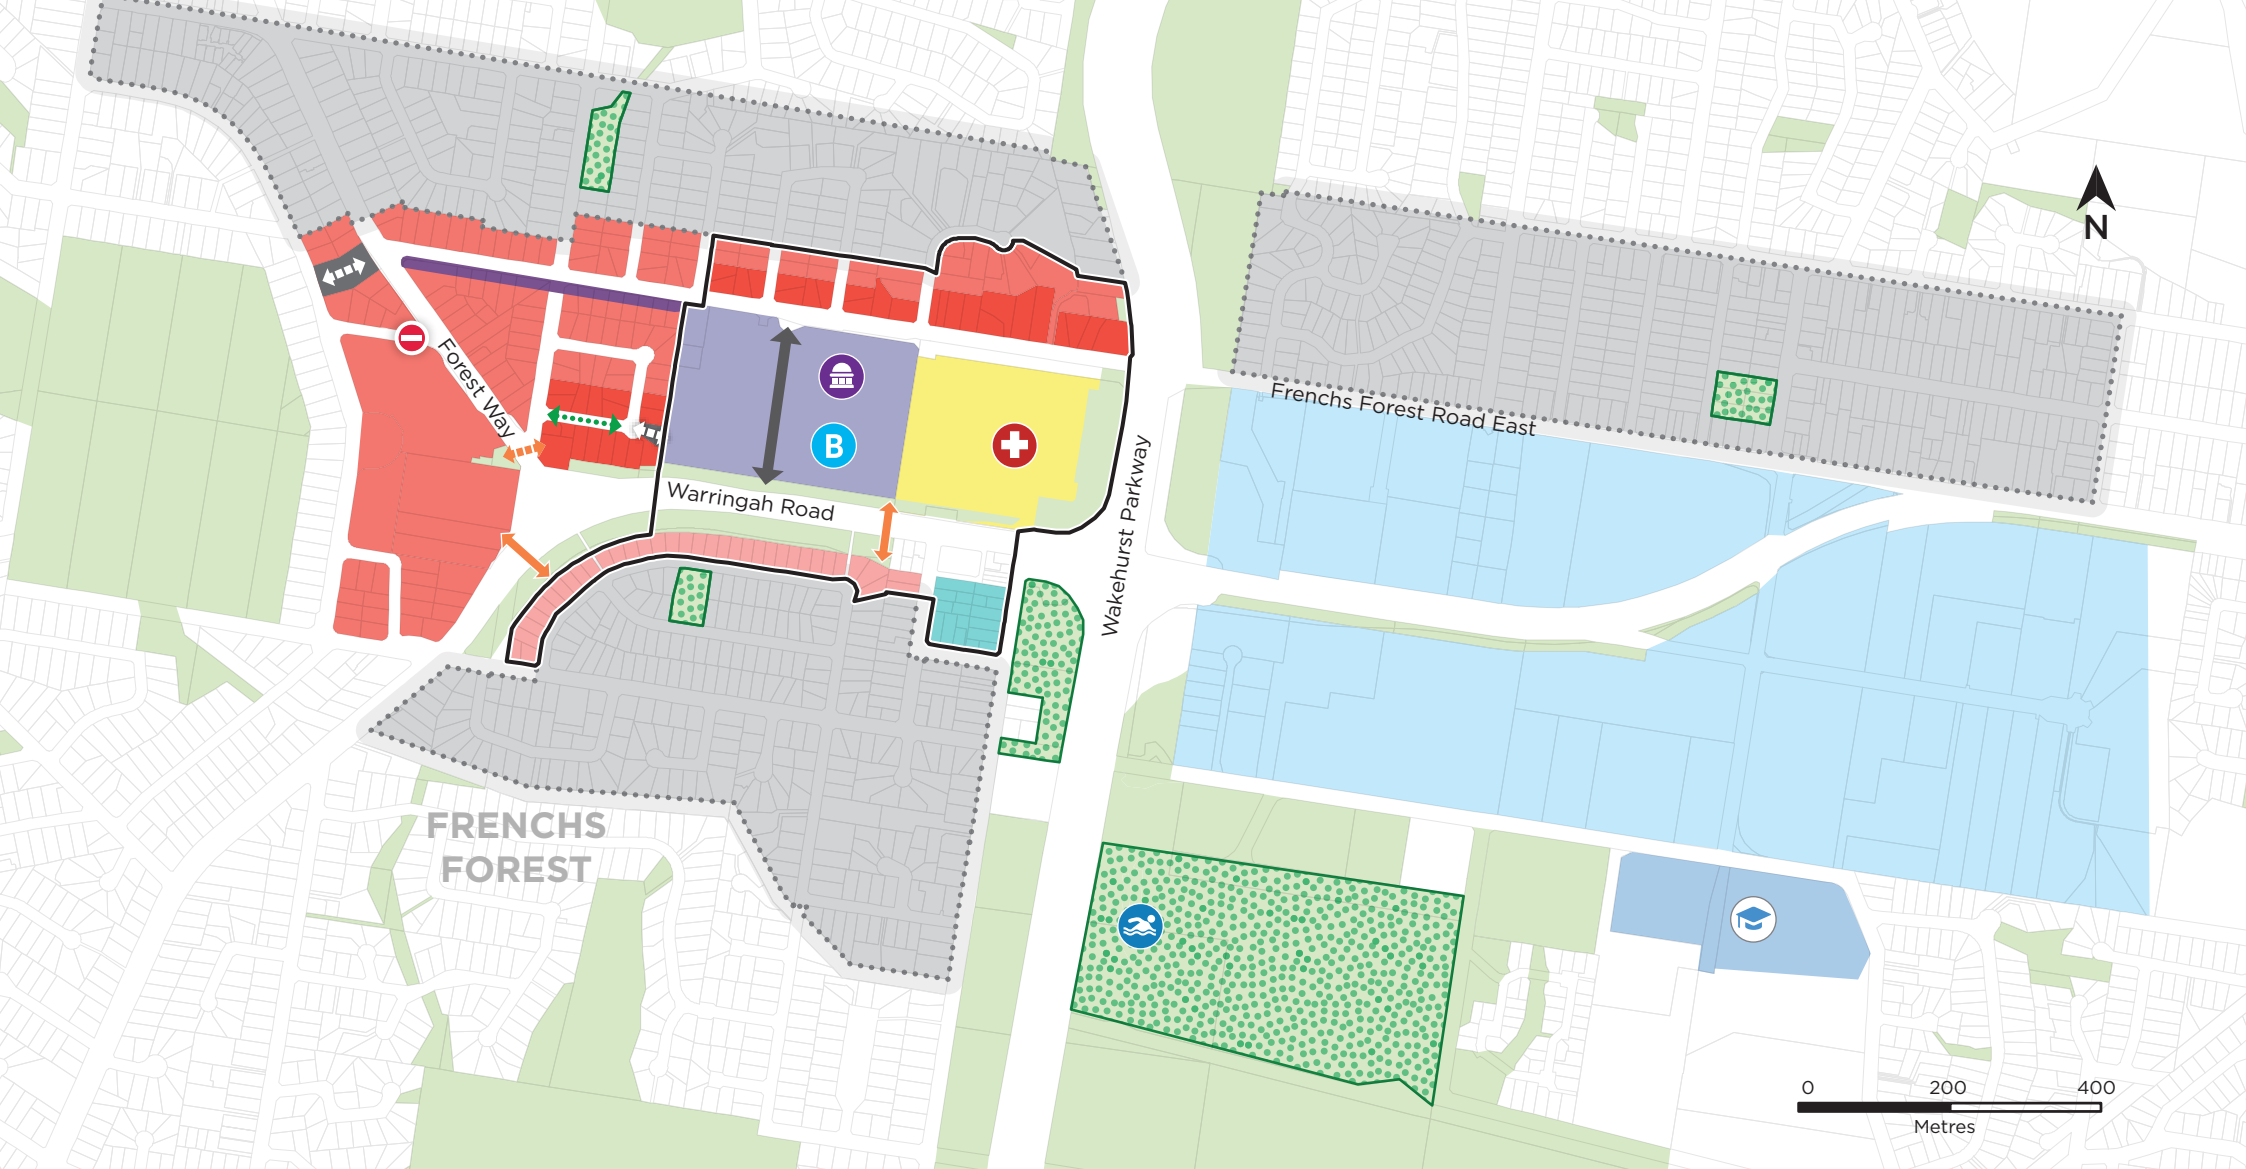 N
Forest Way
Frenchs Forest Road East
B
Warringah Road
Wakehurst Parkway
FRENCHS
FOREST
0 200 400
Metres